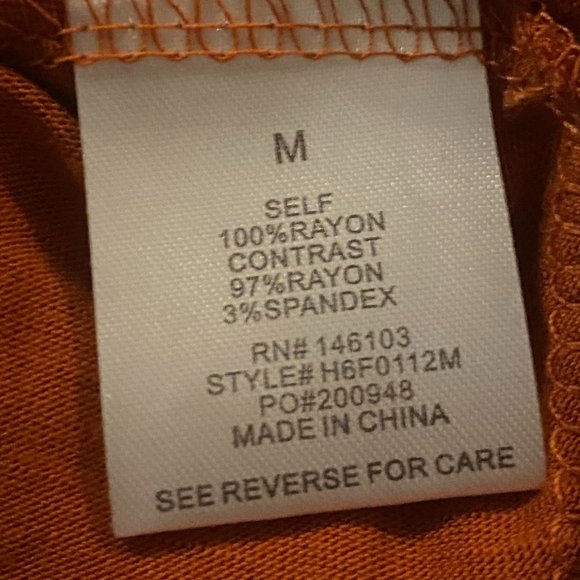 M
SELF
100%RAYON
CONTRAST
97%RAYON
3%SPANDEX
RN# 146103
STYLE# H6F0112M
PO#200948
MADE IN CHINA
SEE REVERSE FOR CARE